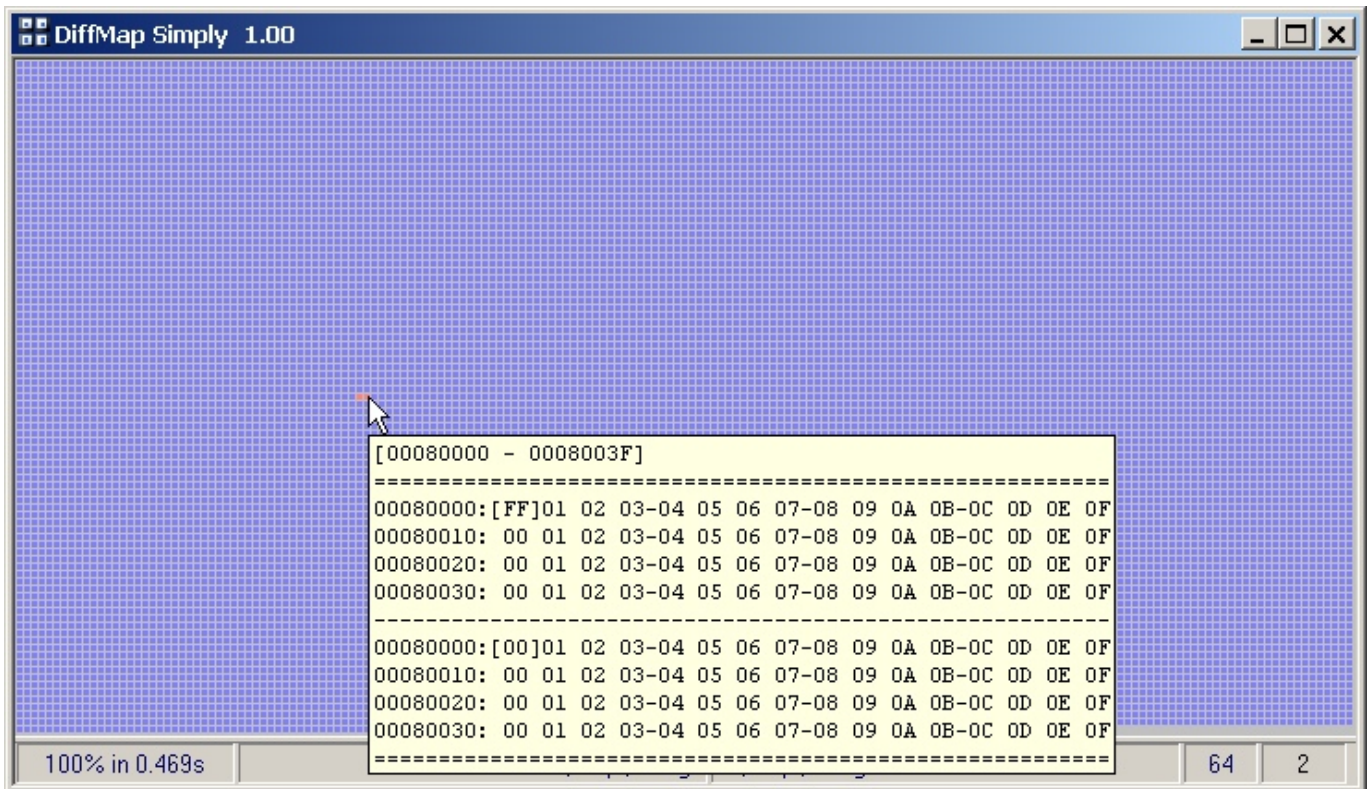 DiffMap Simply 1.00
[00080000 - 0008003F]
==========================================================
00080000:[FF]01 02 03-04 05 06 07-08 09 0A 0B-0C 0D 0E 0F
00080010: 00 01 02 03-04 05 06 07-08 09 0A 0B-0C 0D 0E 0F
00080020: 00 01 02 03-04 05 06 07-08 09 0A 0B-0C 0D 0E 0F
00080030: 00 01 02 03-04 05 06 07-08 09 0A 0B-0C 0D 0E 0F
----------------------------------------------------------
00080000:[00]01 02 03-04 05 06 07-08 09 0A 0B-0C 0D 0E 0F
00080010: 00 01 02 03-04 05 06 07-08 09 0A 0B-0C 0D 0E 0F
00080020: 00 01 02 03-04 05 06 07-08 09 0A 0B-0C 0D 0E 0F
00080030: 00 01 02 03-04 05 06 07-08 09 0A 0B-0C 0D 0E 0F
==========================================================
100% in 0.469s 64 2